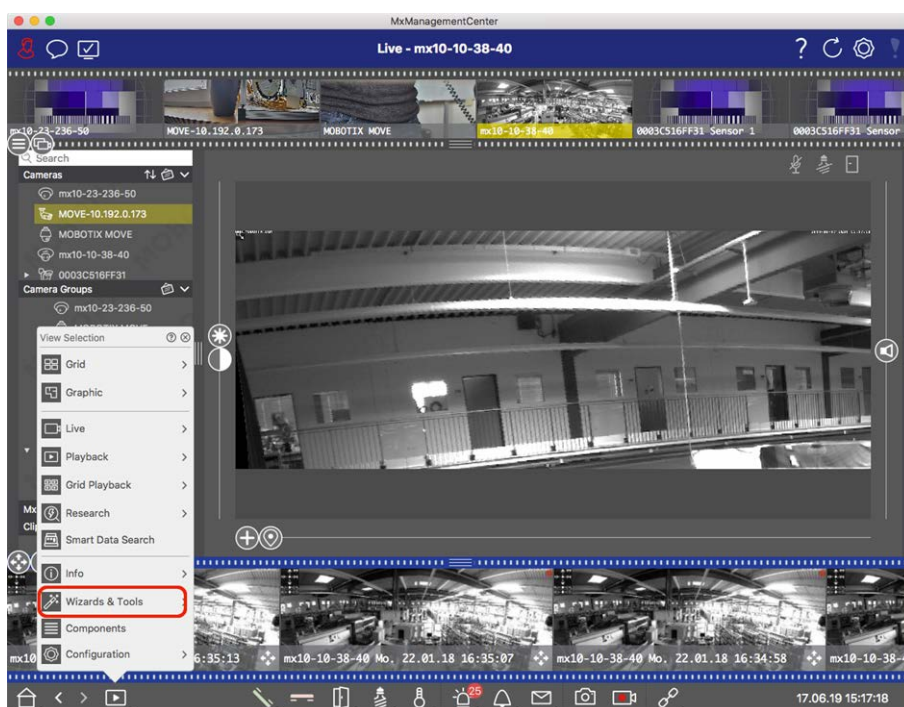 MxManagementCenter
Live - mx10-10-38-40
mx10-23-236-50
MOVE-10.192.0.173
MOBOTIX MOVE
mx10-10-38-40
0003C516FF31 Sensor 1
0003C516FF31 Sensor
Search
Cameras
mx10-23-236-50
MOVE-10.192.0.173
MOBOTIX MOVE
mx10-10-38-40
0003C516FF31
Camera Groups
mx10-23-236-50
View Selection
Grid
Graphic
Live
Playback
Grid Playback
Research
Mx
Smart Data Search
Info
Wizards & Tools
Components
Configuration
mx10
6:35:13
mx10-10-38-40 Mo. 22.01.18 16:35:07
mx10-10-38-40 Mo. 22.01.18 16:34:58
mx10-10-38-4
25
17.06.19 15:17:18